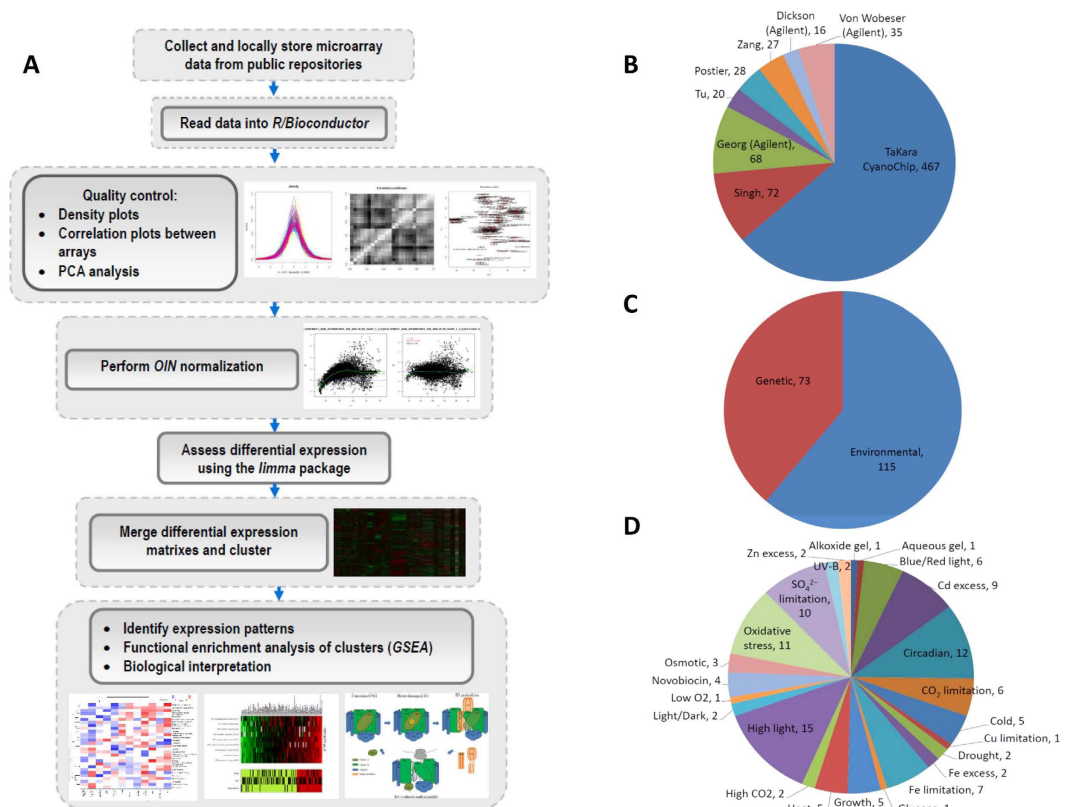 A
Collect and locally store microarray
data from public repositories
Read data into R/Bioconductor
Quality control:
• Density plots
• Correlation plots between
arrays
• PCA analysis
Perform OIN normalization
Assess differential expression
using the limma package
Merge differential expression
matrixes and cluster
• Identify expression patterns
• Functional enrichment analysis of clusters (GSEA)
• Biological interpretation
B
Dickson
(Agilent), 16
Von Wobeser
(Agilent), 35
Zang, 27
Postier, 28
Tu, 20
Georg (Agilent),
68
Singh, 72
TaKara
CyanoChip, 467
C
Genetic, 73
Environmental,
115
D
Zn excess, 2
Alkoxide gel, 1
Aqueous gel, 1
Blue/Red light, 6
UV-B, 2
Cd excess, 9
SO₄²⁻
limitation,
10
Oxidative
stress, 11
Circadian, 12
Osmotic, 3
Novobiocin, 4
CO₂ limitation, 6
Low O2, 1
Light/Dark, 2
Cold, 5
Cu limitation, 1
High light, 15
Drought, 2
Fe excess, 2
Fe limitation, 7
High CO2, 2
Growth, 5